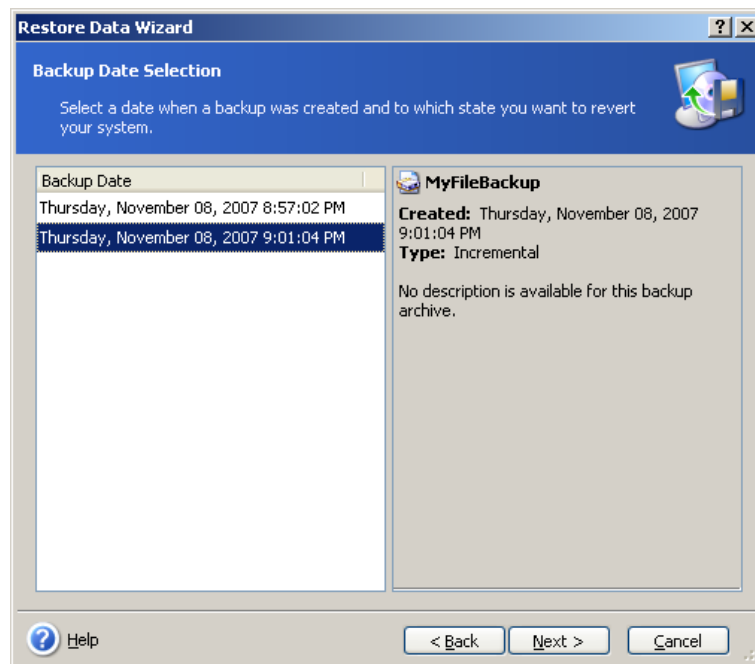 Restore Data Wizard
Backup Date Selection
Select a date when a backup was created and to which state you want to revert
your system.
Backup Date
Thursday, November 08, 2007 8:57:02 PM
Thursday, November 08, 2007 9:01:04 PM
MyFileBackup
Created: Thursday, November 08, 2007
9:01:04 PM
Type: Incremental
No description is available for this backup
archive.
Help
< Back
Next >
Cancel